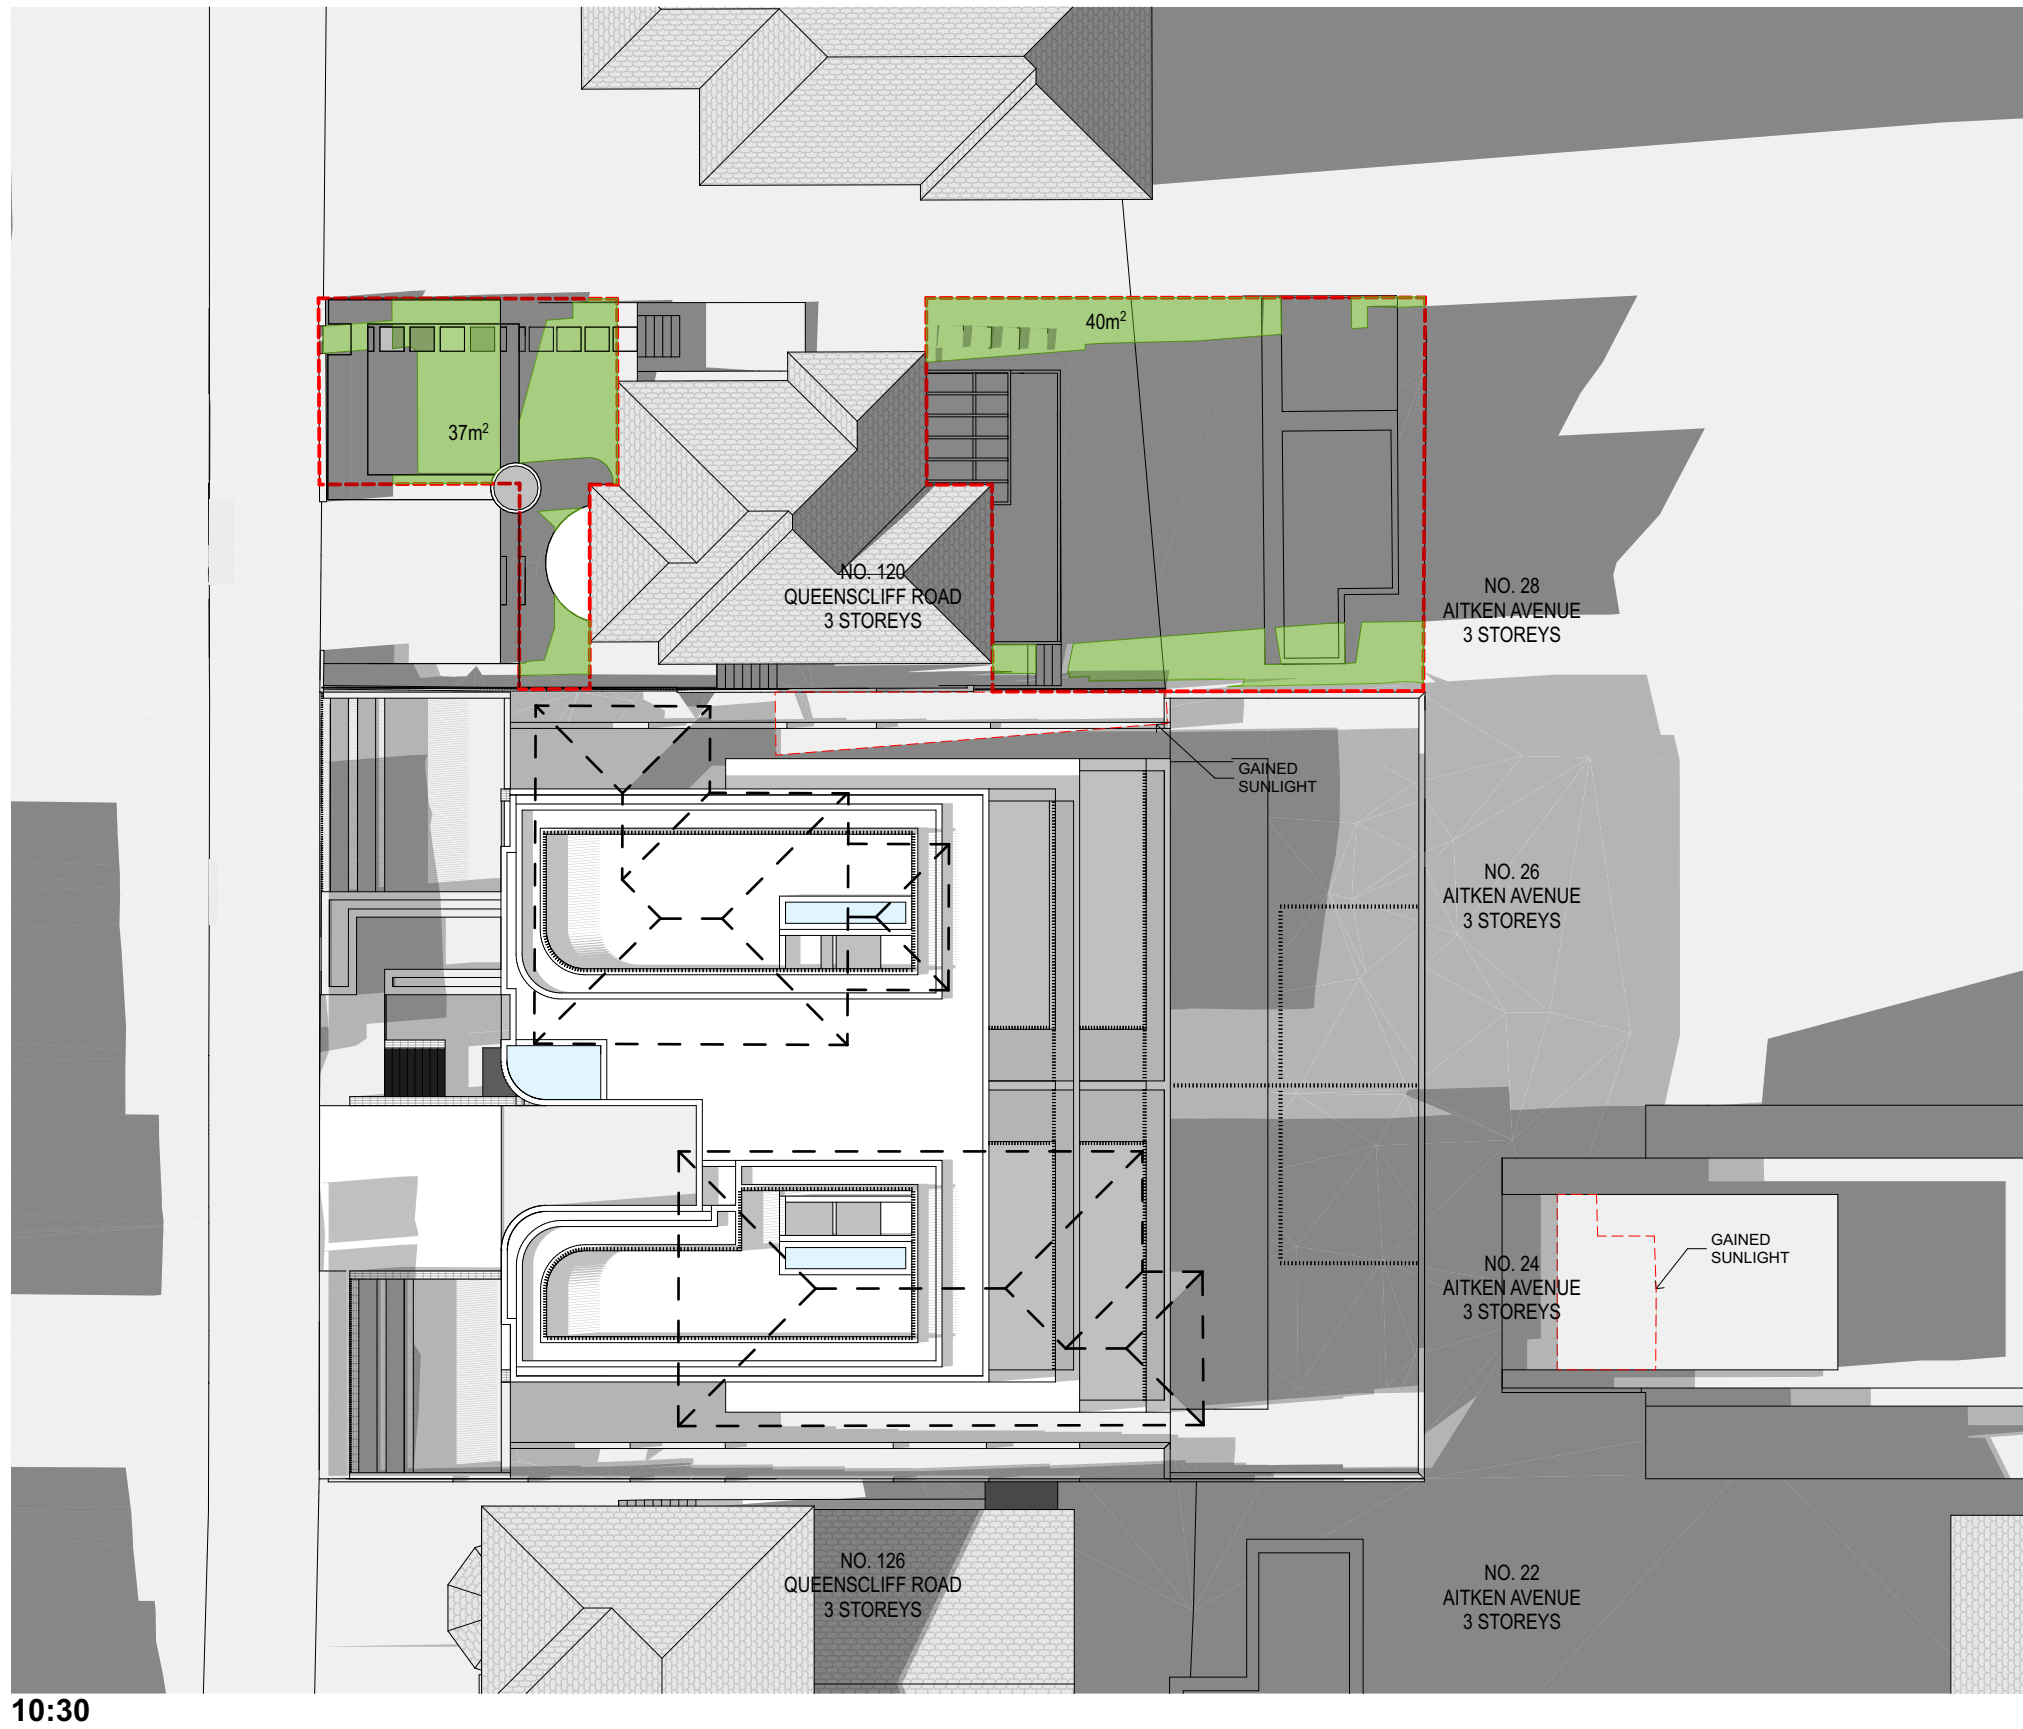 40m²
37m²
NO. 120
QUEENSCLIFF ROAD
3 STOREYS
NO. 28
AITKEN AVENUE
3 STOREYS
GAINED
SUNLIGHT
NO. 26
AITKEN AVENUE
3 STOREYS
NO. 24
AITKEN AVENUE
3 STOREYS
GAINED
SUNLIGHT
NO. 126
QUEENSCLIFF ROAD
3 STOREYS
NO. 22
AITKEN AVENUE
3 STOREYS
10:30